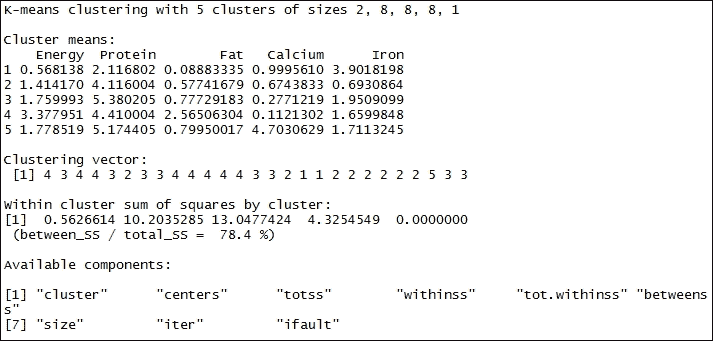 K-means clustering with 5 clusters of sizes 2, 8, 8, 8, 1

Cluster means:
     Energy  Protein        Fat   Calcium      Iron
1 0.568138 2.116802 0.08883335 0.9995610 3.9018198
2 1.414170 4.116004 0.57741679 0.6743833 0.6930864
3 1.759993 5.380205 0.77729183 0.2771219 1.9509099
4 3.377951 4.410004 2.56506304 0.1121302 1.6599848
5 1.778519 5.174405 0.79950017 4.7030629 1.7113245

Clustering vector:
 [1] 4 3 4 4 3 2 3 3 4 4 4 4 4 3 3 2 1 1 2 2 2 2 2 2 5 3 3

Within cluster sum of squares by cluster:
[1]  0.5626614 10.2035285 13.0477424  4.3254549  0.0000000
 (between_SS / total_SS =  78.4 %)

Available components:

[1] "cluster"      "centers"      "totss"        "withinss"     "tot.withinss" "betweens
s"
[7] "size"         "iter"         "ifault"